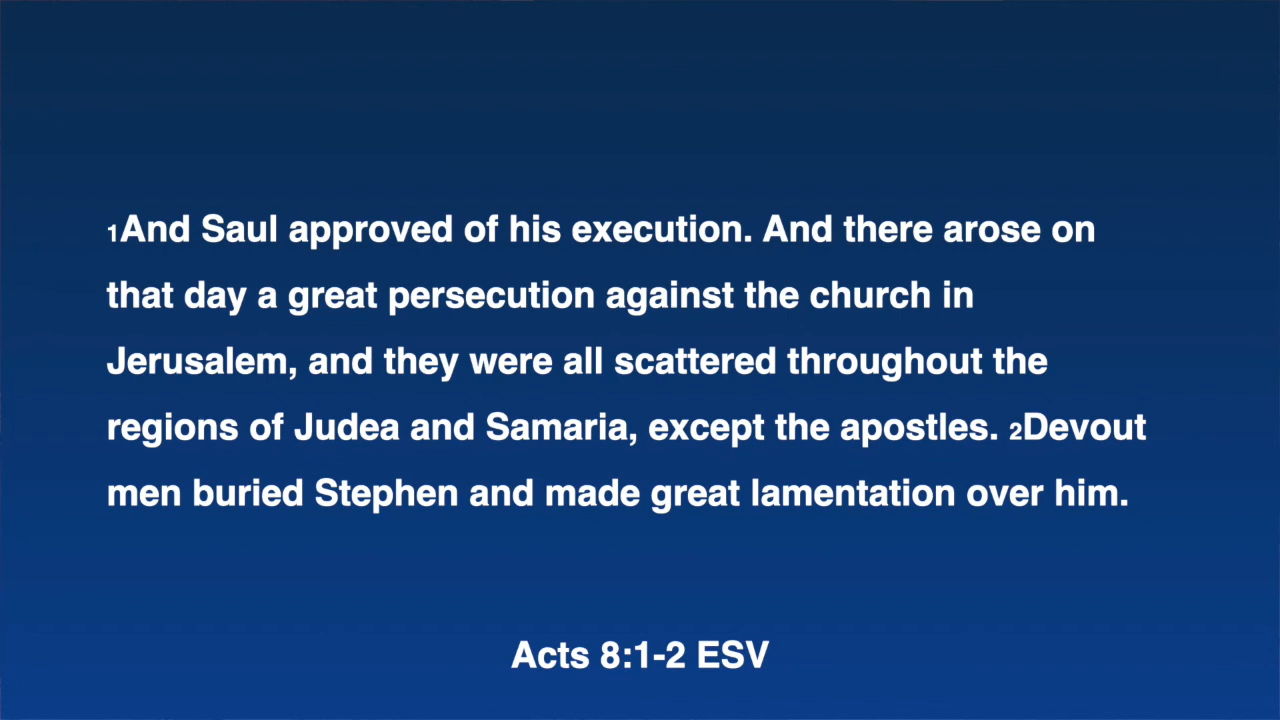 1And Saul approved of his execution. And there arose on
that day a great persecution against the church in
Jerusalem, and they were all scattered throughout the
regions of Judea and Samaria, except the apostles. 2Devout
men buried Stephen and made great lamentation over him.
Acts 8:1-2 ESV